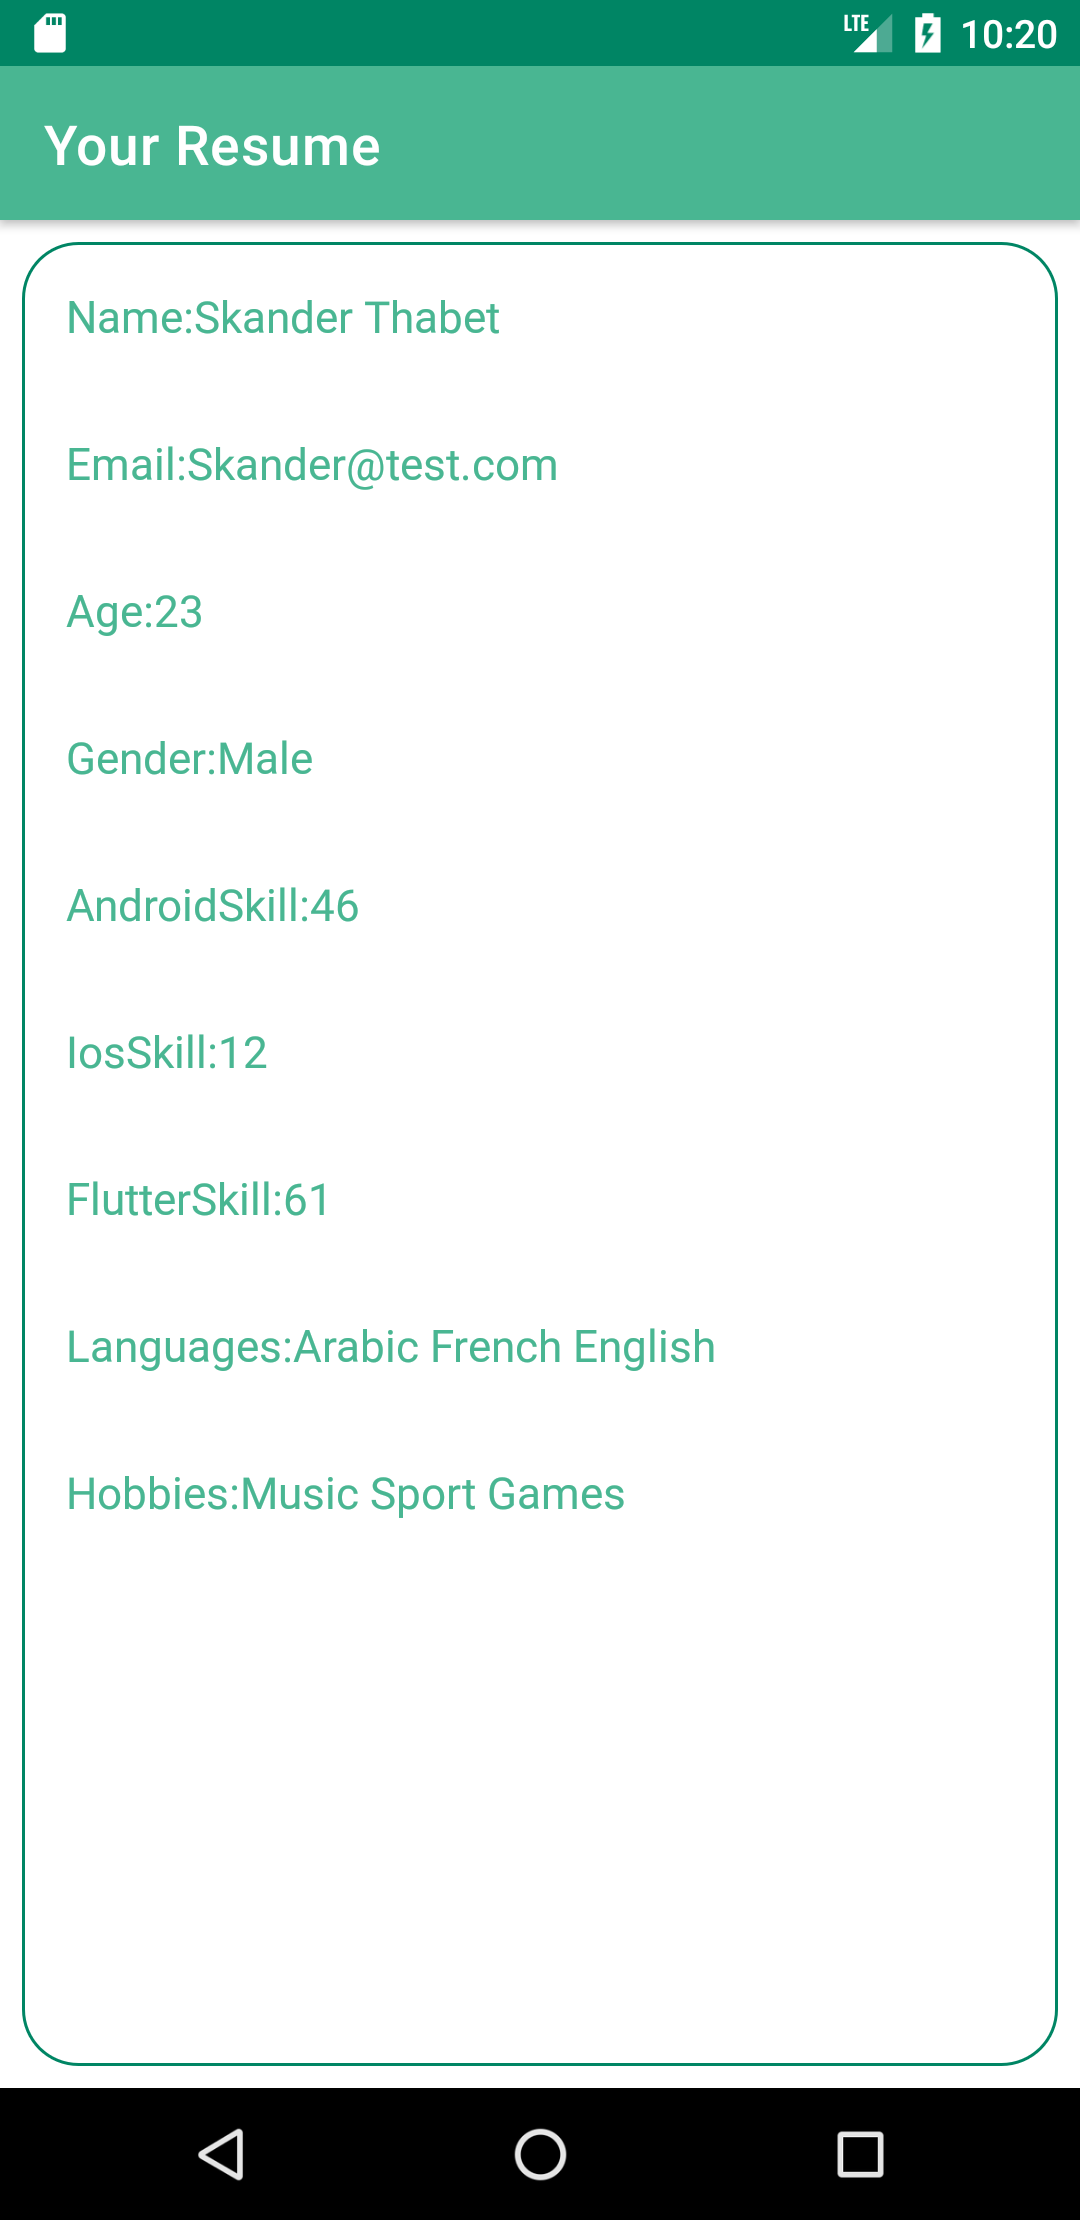 LTE 10:20
Your Resume
Name:Skander Thabet
Email:Skander@test.com
Age:23
Gender:Male
AndroidSkill:46
IosSkill:12
FlutterSkill:61
Languages:Arabic French English
Hobbies:Music Sport Games